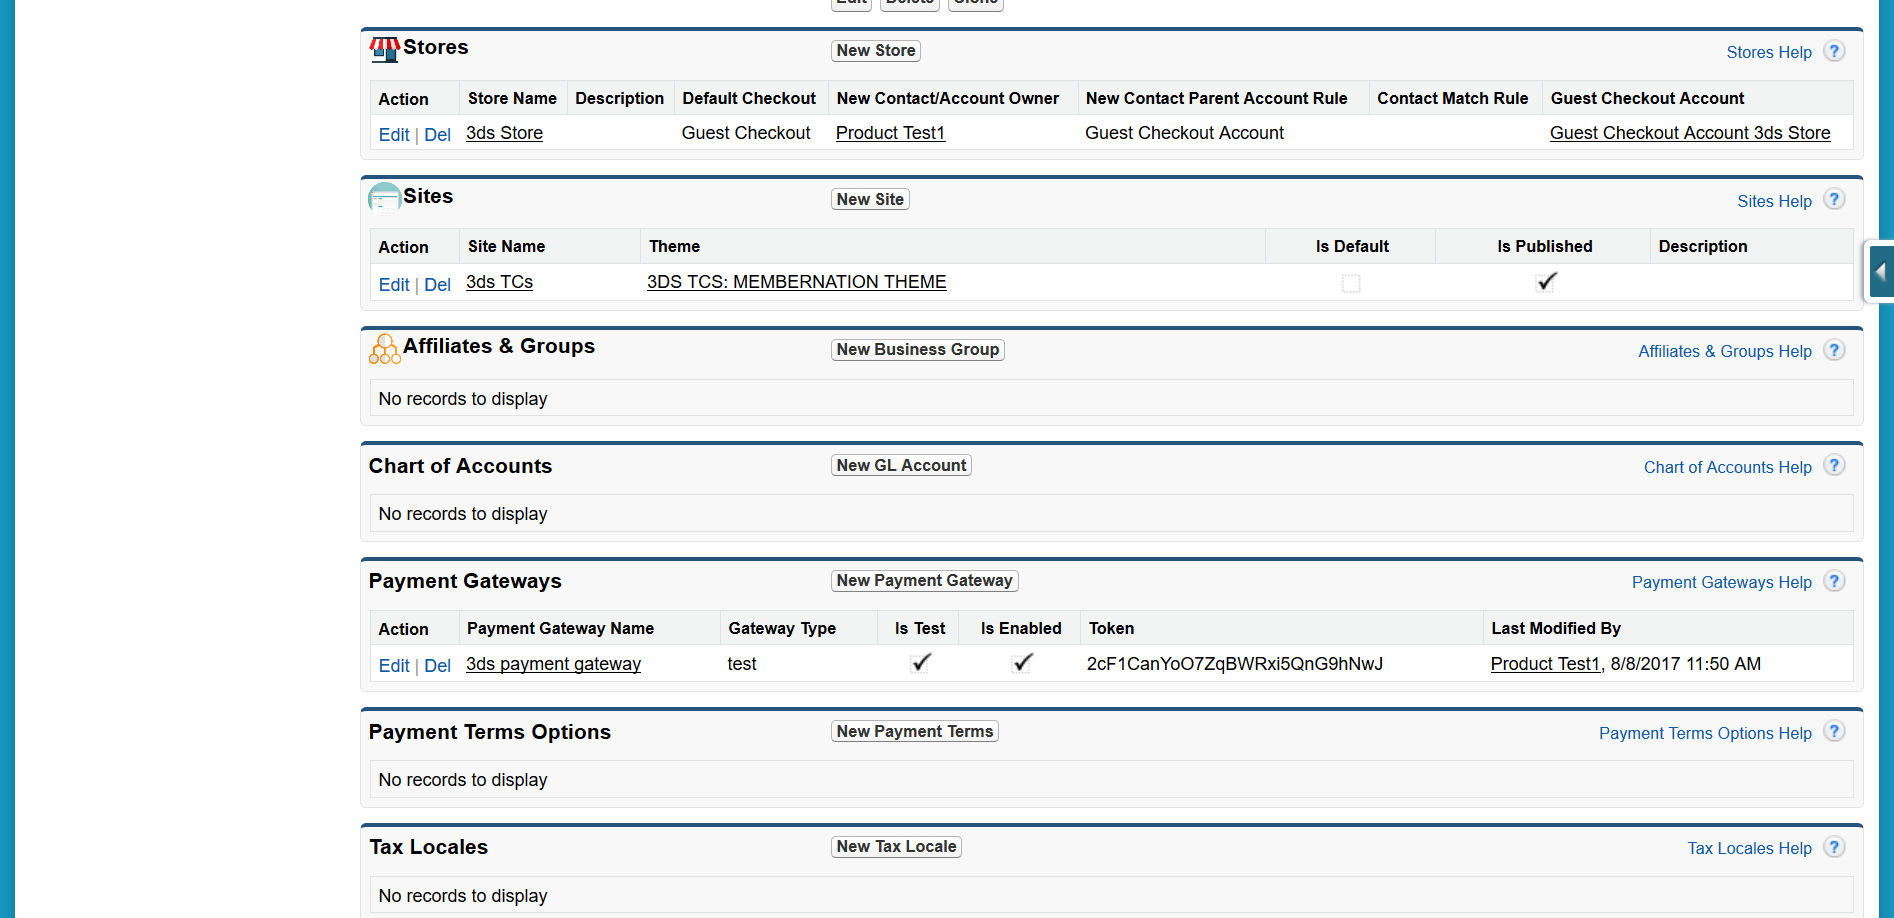 Edit Delete Clone
Stores New Store Stores Help ?
Action Store Name Description Default Checkout New Contact/Account Owner New Contact Parent Account Rule Contact Match Rule Guest Checkout Account
Edit | Del 3ds Store Guest Checkout Product Test1 Guest Checkout Account Guest Checkout Account 3ds Store
Sites New Site Sites Help ?
Action Site Name Theme Is Default Is Published Description
Edit | Del 3ds TCs 3DS TCS: MEMBERNATION THEME
Affiliates & Groups New Business Group Affiliates & Groups Help ?
No records to display
Chart of Accounts New GL Account Chart of Accounts Help ?
No records to display
Payment Gateways New Payment Gateway Payment Gateways Help ?
Action Payment Gateway Name Gateway Type Is Test Is Enabled Token Last Modified By
Edit | Del 3ds payment gateway test 2cF1CanYoO7ZqBWRxi5QnG9hNwJ Product Test1, 8/8/2017 11:50 AM
Payment Terms Options New Payment Terms Payment Terms Options Help ?
No records to display
Tax Locales New Tax Locale Tax Locales Help ?
No records to display